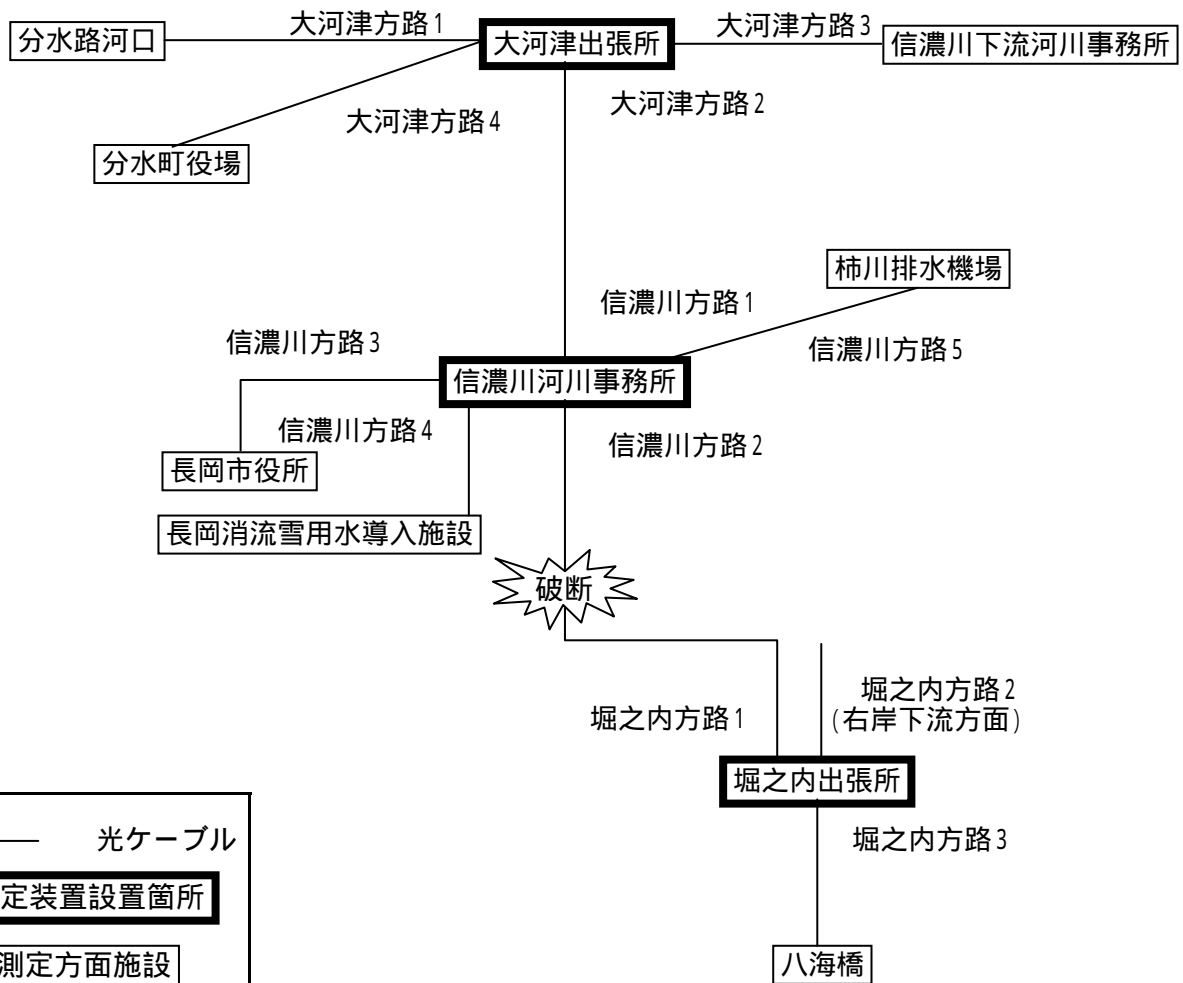 大河津方路1
大河津方路3
分水路河口
大河津出張所
信濃川下流河川事務所
大河津方路4
大河津方路2
分水町役場
柿川排水機場
信濃川方路1
信濃川方路3
信濃川方路5
信濃川河川事務所
信濃川方路4
信濃川方路2
長岡市役所
長岡消流雪用水導入施設
破断
堀之内方路1
堀之内方路2
(右岸下流方面)
堀之内出張所
堀之内方路3
八海橋
光ケーブル
定装置設置箇所
測定方面施設